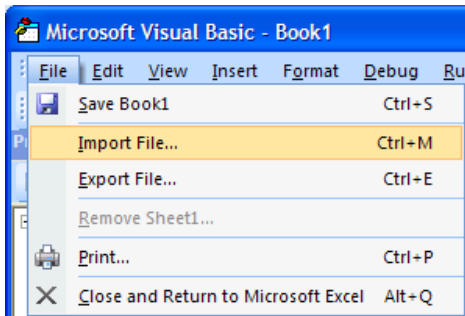 Microsoft Visual Basic - Book1
File Edit View Insert Format Debug Ru
Save Book1 Ctrl+S
Import File... Ctrl+M
Export File... Ctrl+E
Remove Sheet1...
Print... Ctrl+P
Close and Return to Microsoft Excel Alt+Q